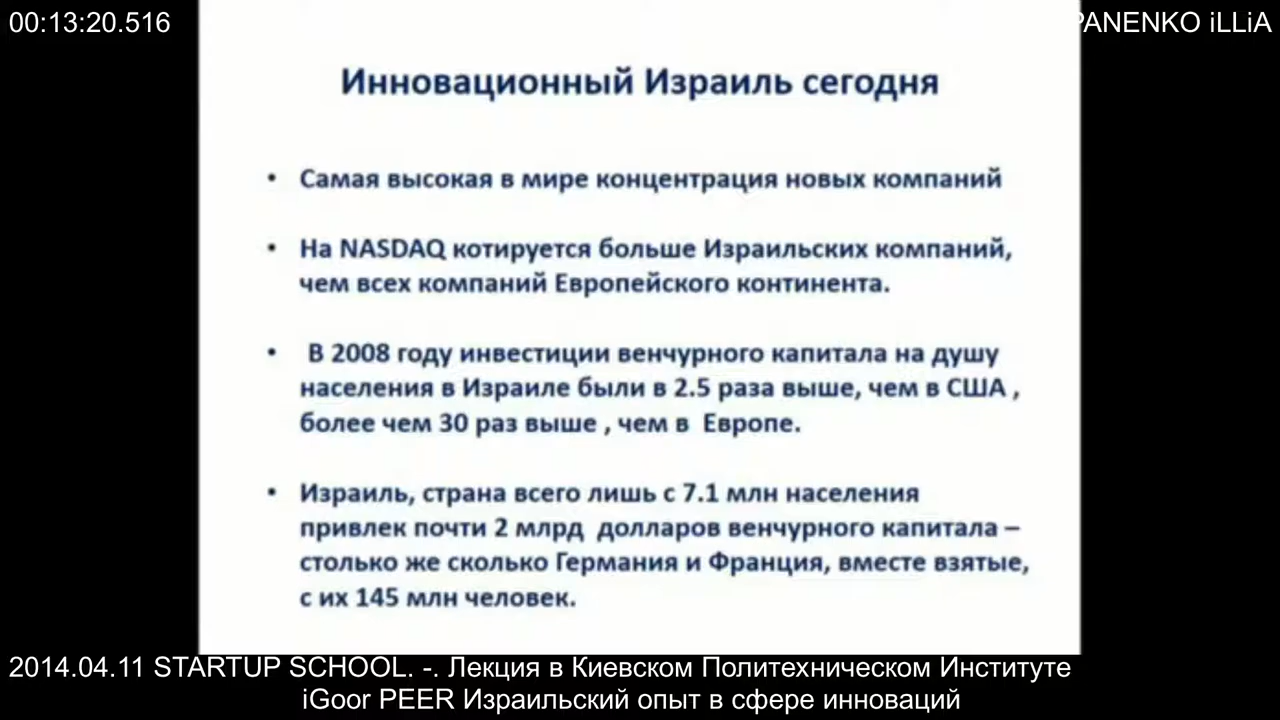 00:13:20.516
PANENKO iLLiA
Инновационный Израиль сегодня
• Самая высокая в мире концентрация новых компаний
• На NASDAQ котируется больше Израильских компаний,
чем всех компаний Европейского континента.
• В 2008 году инвестиции венчурного капитала на душу
населения в Израиле были в 2.5 раза выше, чем в США ,
более чем 30 раз выше , чем в Европе.
• Израиль, страна всего лишь с 7.1 млн населения
привлек почти 2 млрд долларов венчурного капитала –
столько же сколько Германия и Франция, вместе взятые,
с их 145 млн человек.
2014.04.11 STARTUP SCHOOL. -. Лекция в Киевском Политехническом Институте
iGoor PEER Израильский опыт в сфере инноваций